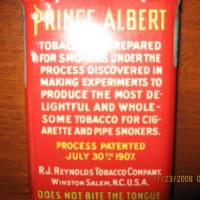 PRINCE ALBERT
TOBACCO PREPARED
FOR SMOKERS UNDER THE
PROCESS DISCOVERED IN
MAKING EXPERIMENTS TO
PRODUCE THE MOST DE-
LIGHTFUL AND WHOLE-
SOME TOBACCO FOR CIG-
ARETTE AND PIPE SMOKERS.
PROCESS PATENTED
JULY 30TH 1907.
R.J. REYNOLDS TOBACCO COMPANY,
WINSTON SALEM, N.C. U.S.A.
DOES NOT BITE THE TONGUE
11/23/2008